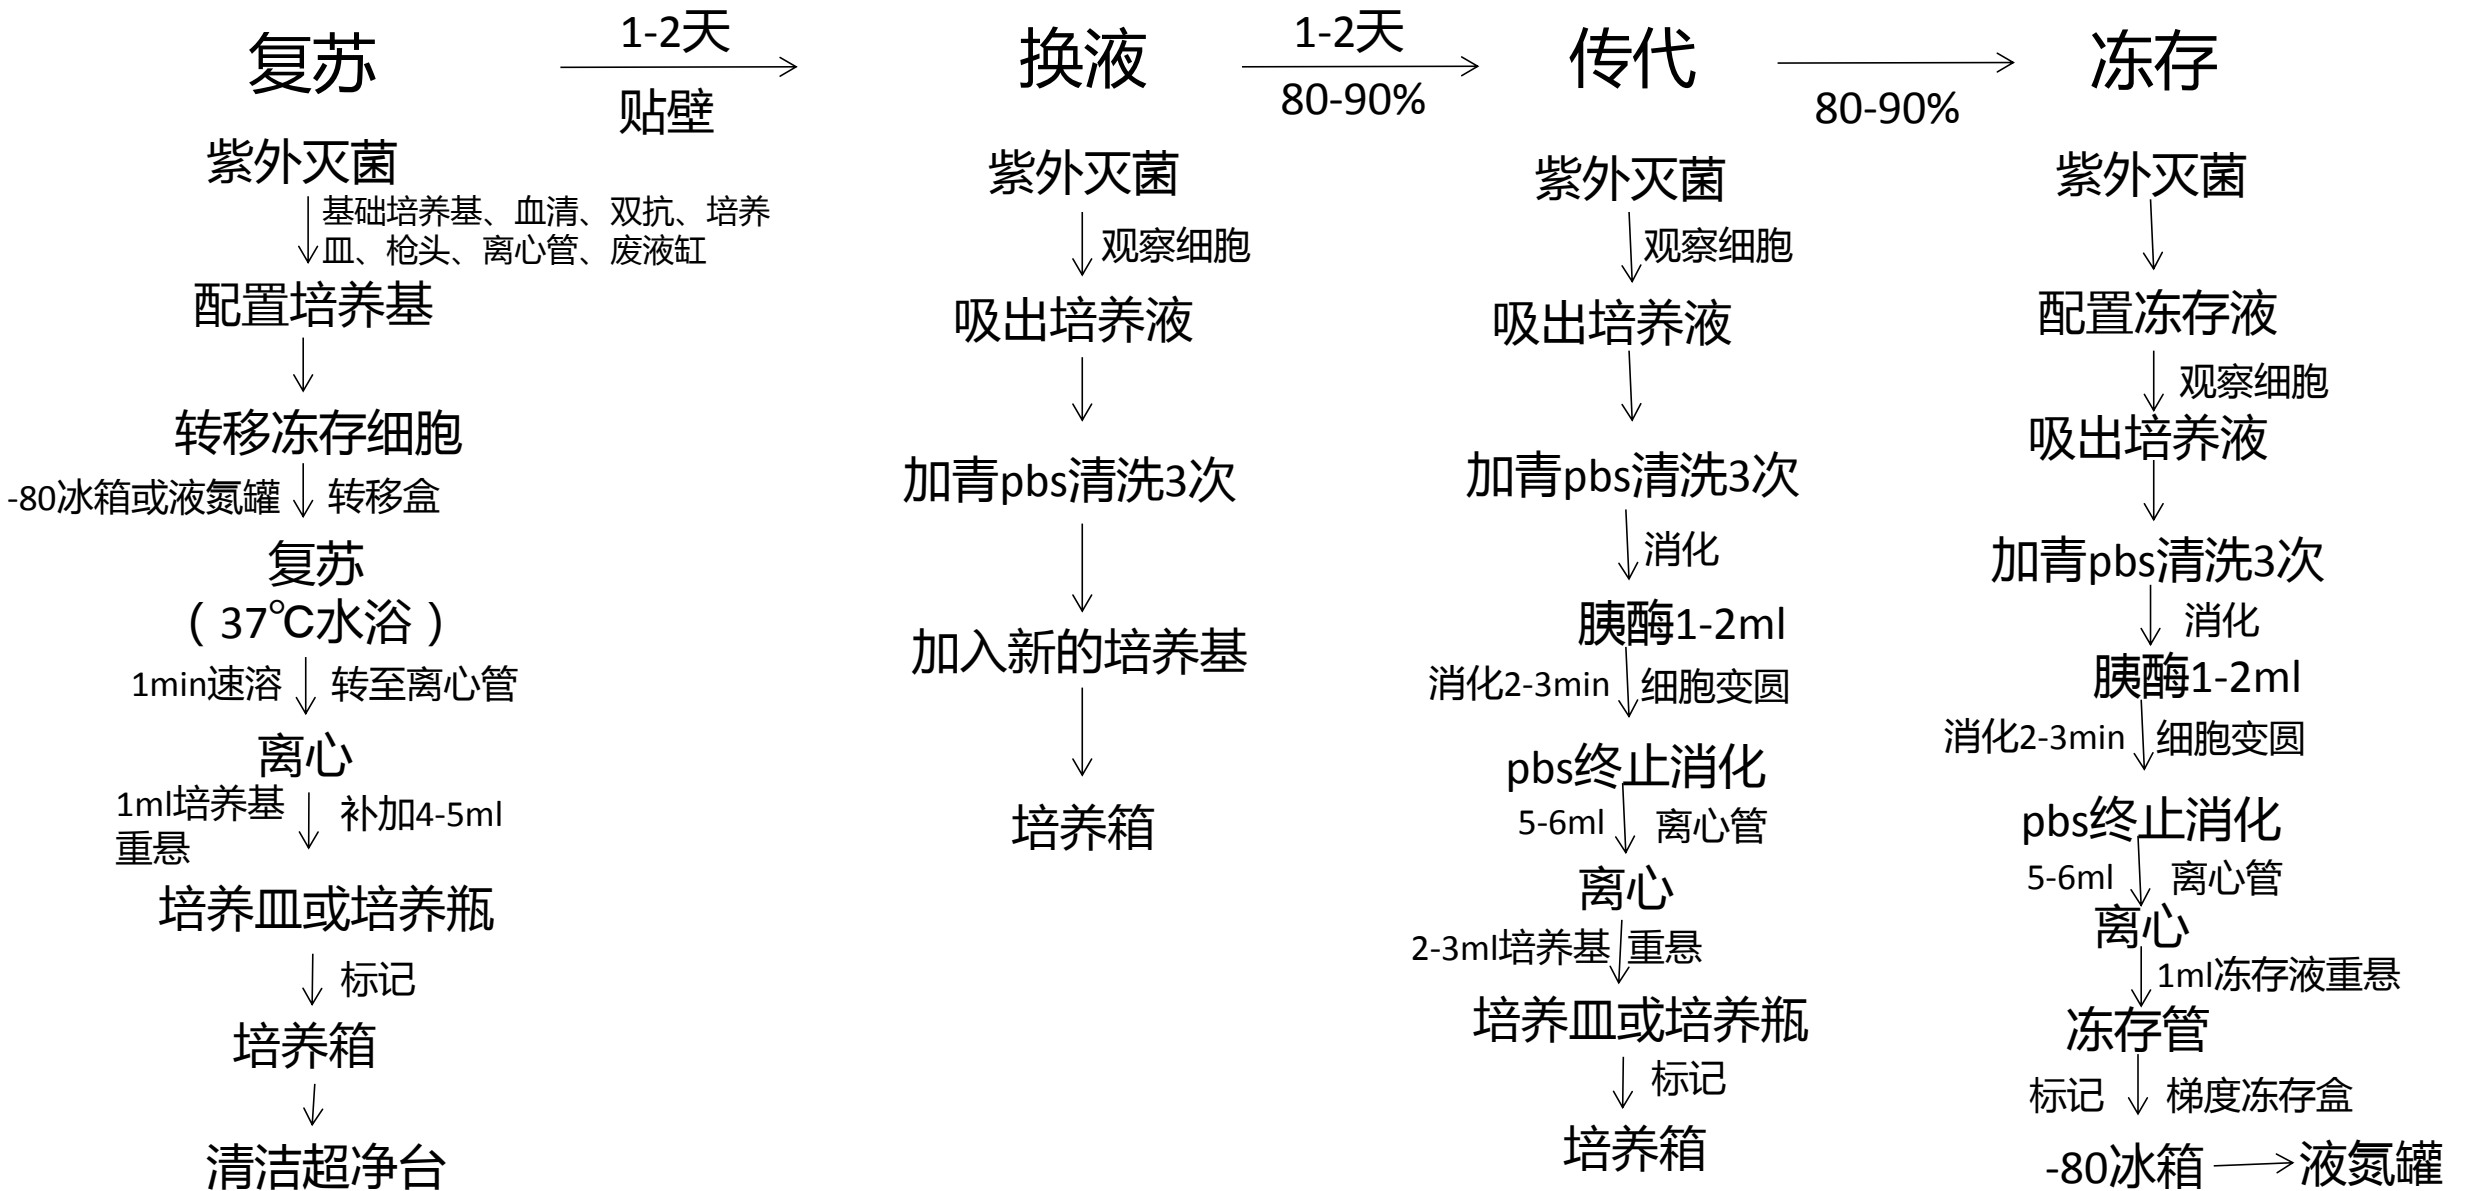 复苏
1-2天
贴壁
紫外灭菌
基础培养基、血清、双抗、培养
皿、枪头、离心管、废液缸
配置培养基
转移冻存细胞
-80冰箱或液氮罐
转移盒
复苏
（37℃水浴）
1min速溶
转至离心管
离心
1ml培养基
重悬
补加4-5ml
培养皿或培养瓶
标记
培养箱
清洁超净台
换液
1-2天
80-90%
紫外灭菌
观察细胞
吸出培养液
加青pbs清洗3次
加入新的培养基
培养箱
传代
80-90%
紫外灭菌
观察细胞
吸出培养液
加青pbs清洗3次
消化
胰酶1-2ml
消化2-3min
细胞变圆
pbs终止消化
5-6ml
离心管
离心
2-3ml培养基
重悬
培养皿或培养瓶
标记
培养箱
冻存
紫外灭菌
配置冻存液
观察细胞
吸出培养液
加青pbs清洗3次
消化
胰酶1-2ml
消化2-3min
细胞变圆
pbs终止消化
5-6ml
离心管
离心
1ml冻存液重悬
冻存管
标记
梯度冻存盒
-80冰箱
液氮罐